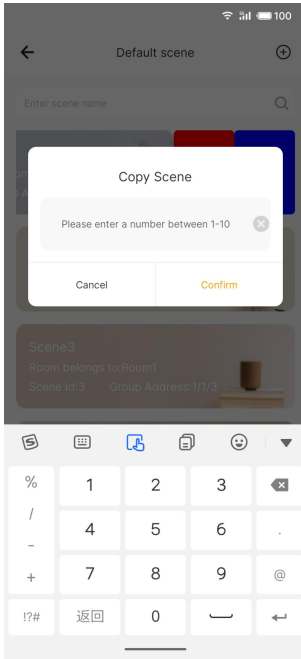 100
Default scene
Enter scene name
Copy Scene
Please enter a number between 1-10
Cancel
Confirm
Scene3
Room belongs to:Room1
Scene Id:3 Group Address:1/1/3
% 1 2 3
/ 4 5 6 .
-
+ 7 8 9 @
!?# 返回 0